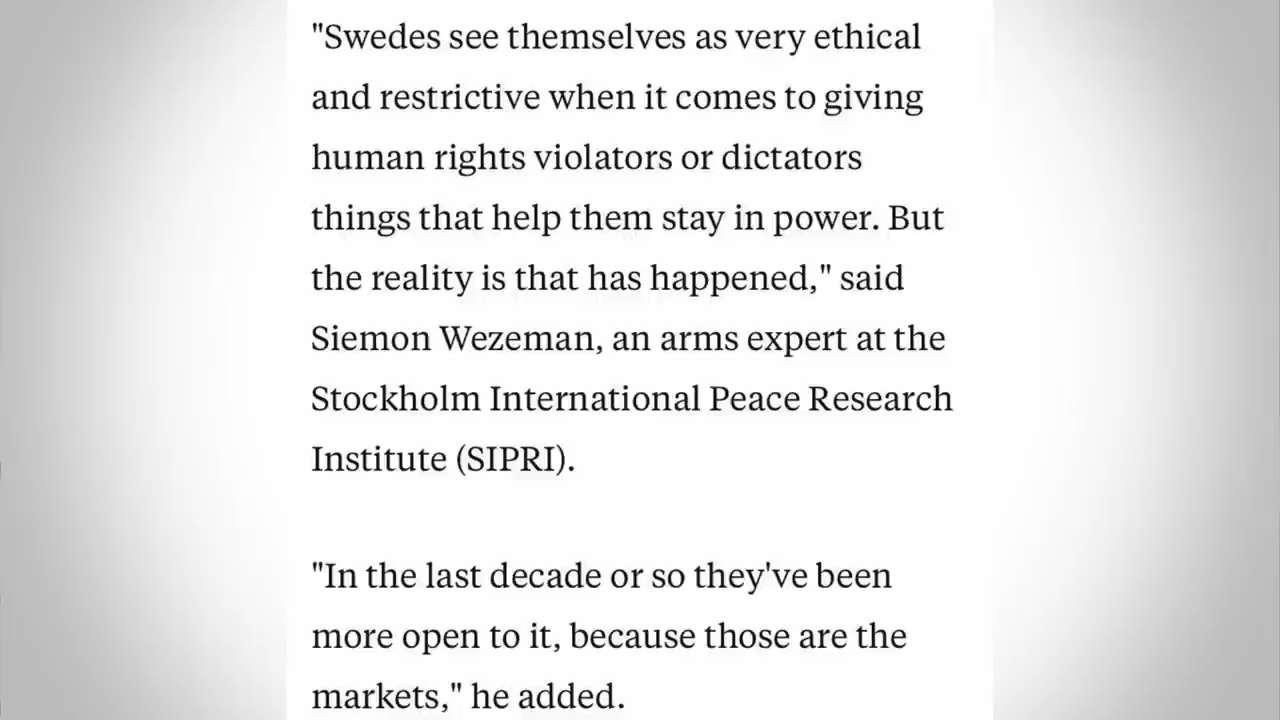 "Swedes see themselves as very ethical
and restrictive when it comes to giving
human rights violators or dictators
things that help them stay in power. But
the reality is that has happened," said
Siemon Wezeman, an arms expert at the
Stockholm International Peace Research
Institute (SIPRI).
"In the last decade or so they've been
more open to it, because those are the
markets," he added.